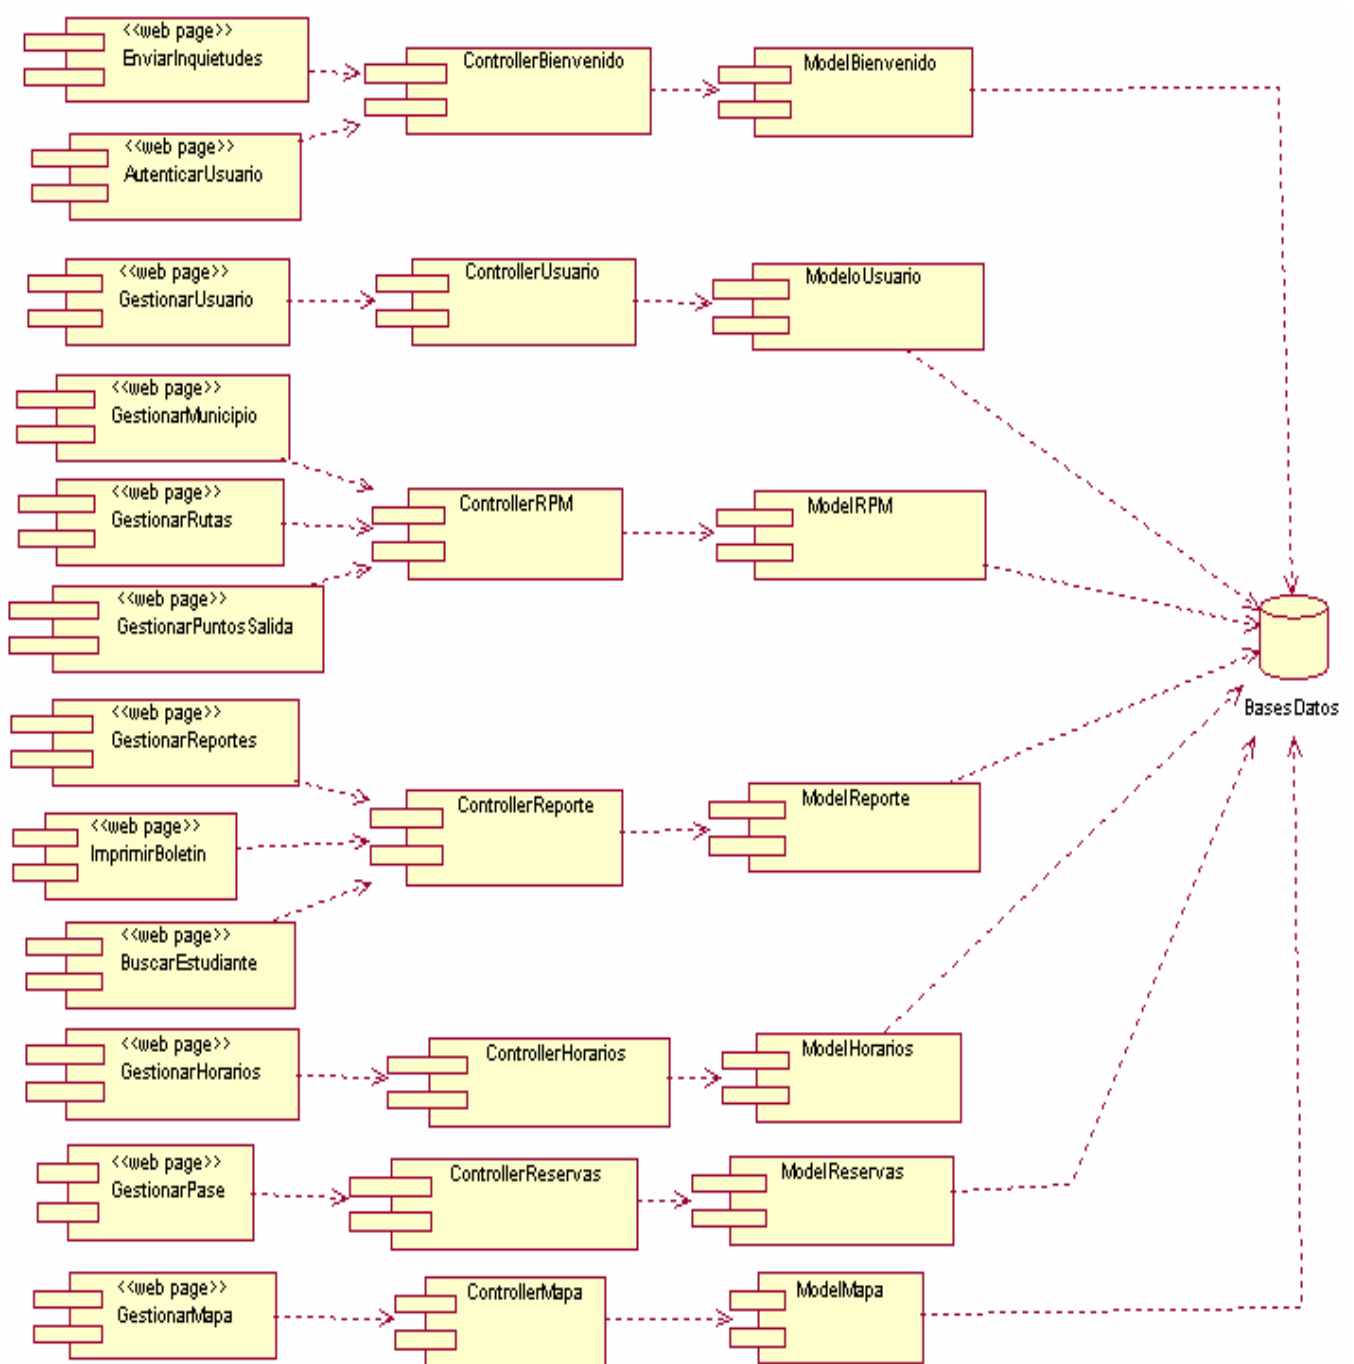 <<web page>>
EnviarInquietudes
ControllerBienvenido
ModelBienvenido
<<web page>>
AutenticarUsuario
<<web page>>
GestionarUsuario
ControllerUsuario
ModeloUsuario
<<web page>>
GestionarMunicipio
<<web page>>
GestionarRutas
ControllerRPM
ModelRPM
<<web page>>
GestionarPuntosSalida
BasesDatos
<<web page>>
GestionarReportes
ControllerReporte
ModelReporte
<<web page>>
ImprimirBoletin
<<web page>>
BuscarEstudiante
<<web page>>
GestionarHorarios
ControllerHorarios
ModelHorarios
<<web page>>
GestionarPase
ControllerReservas
ModelReservas
<<web page>>
GestionarMapa
ControllerMapa
ModelMapa